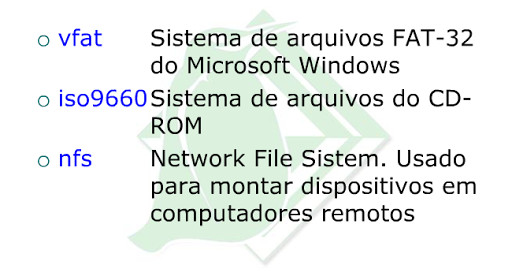 vfat Sistema de arquivos FAT-32
do Microsoft Windows
iso9660 Sistema de arquivos do CD-
ROM
nfs Network File Sistem. Usado
para montar dispositivos em
computadores remotos